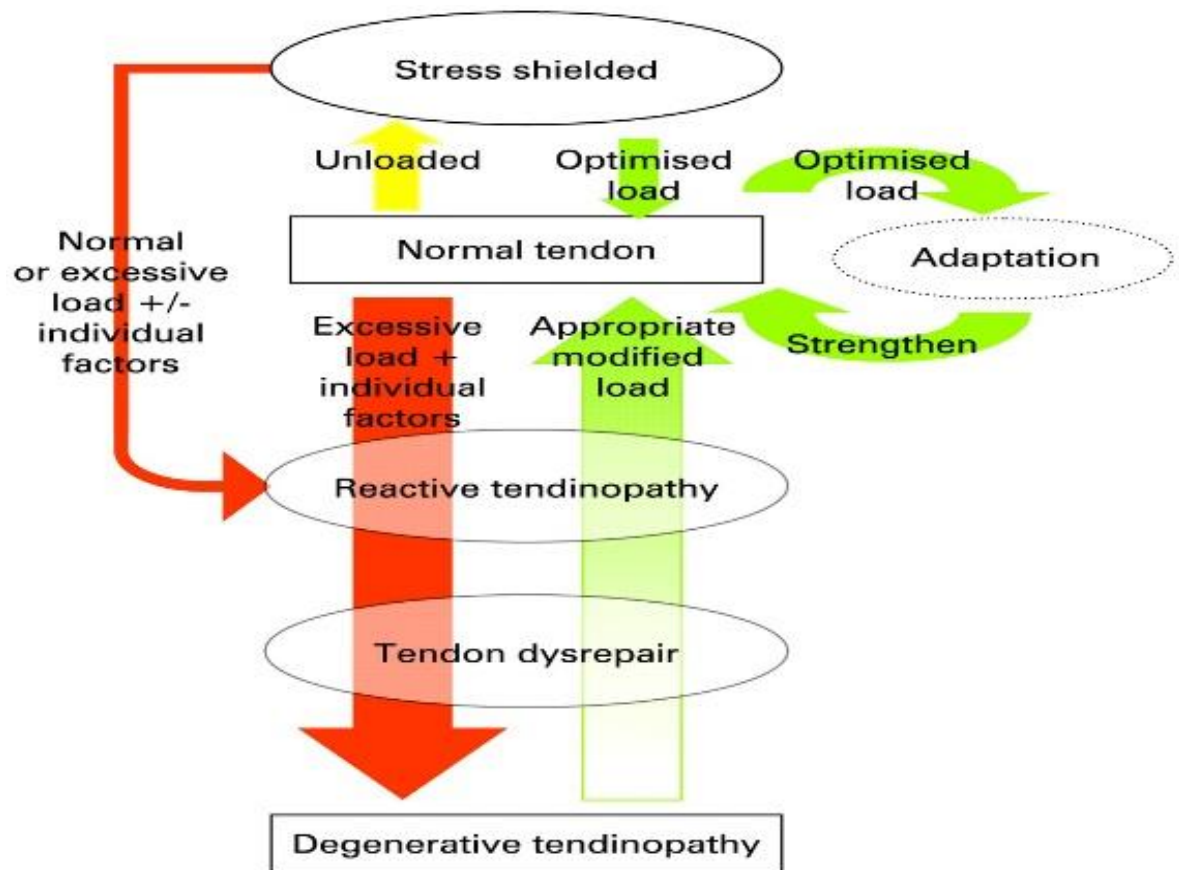 Stress shielded
Unloaded
Optimised
load
Optimised
load
Normal
or excessive
load +/-
individual
factors
Normal tendon
Adaptation
Excessive
load +
individual
factors
Appropriate
modified
load
Strengthen
Reactive tendinopathy
Tendon dysrepair
Degenerative tendinopathy